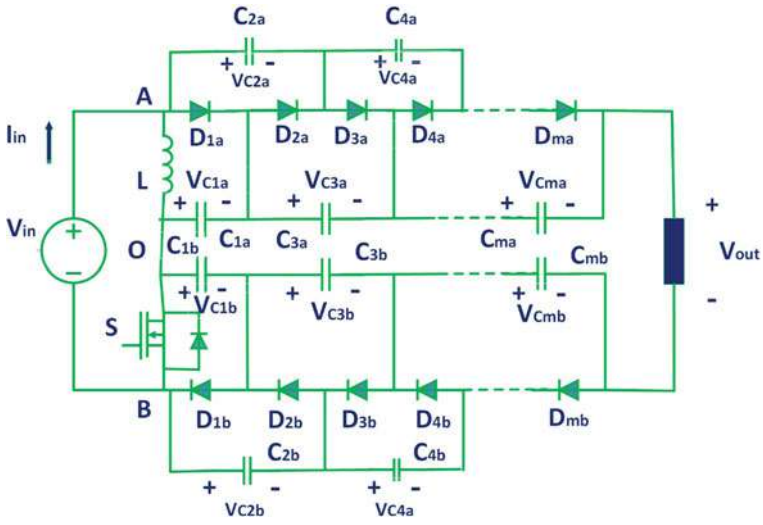 C2a
C4a
+ -
VC2a
+ -
VC4a
A
Iin
D1a
D2a
D3a
D4a
Dma
L
VC1a
VC3a
VCma
+ -
+ -
+ -
+
Vin
+
−
O
C1b
C1a
C3a
C3b
Cma
Cmb
Vout
+ -
VC1b
+ -
VC3b
+ -
VCmb
-
S
B
D1b
D2b
D3b
D4b
Dmb
C2b
C4b
+ -
VC2b
+ -
VC4a